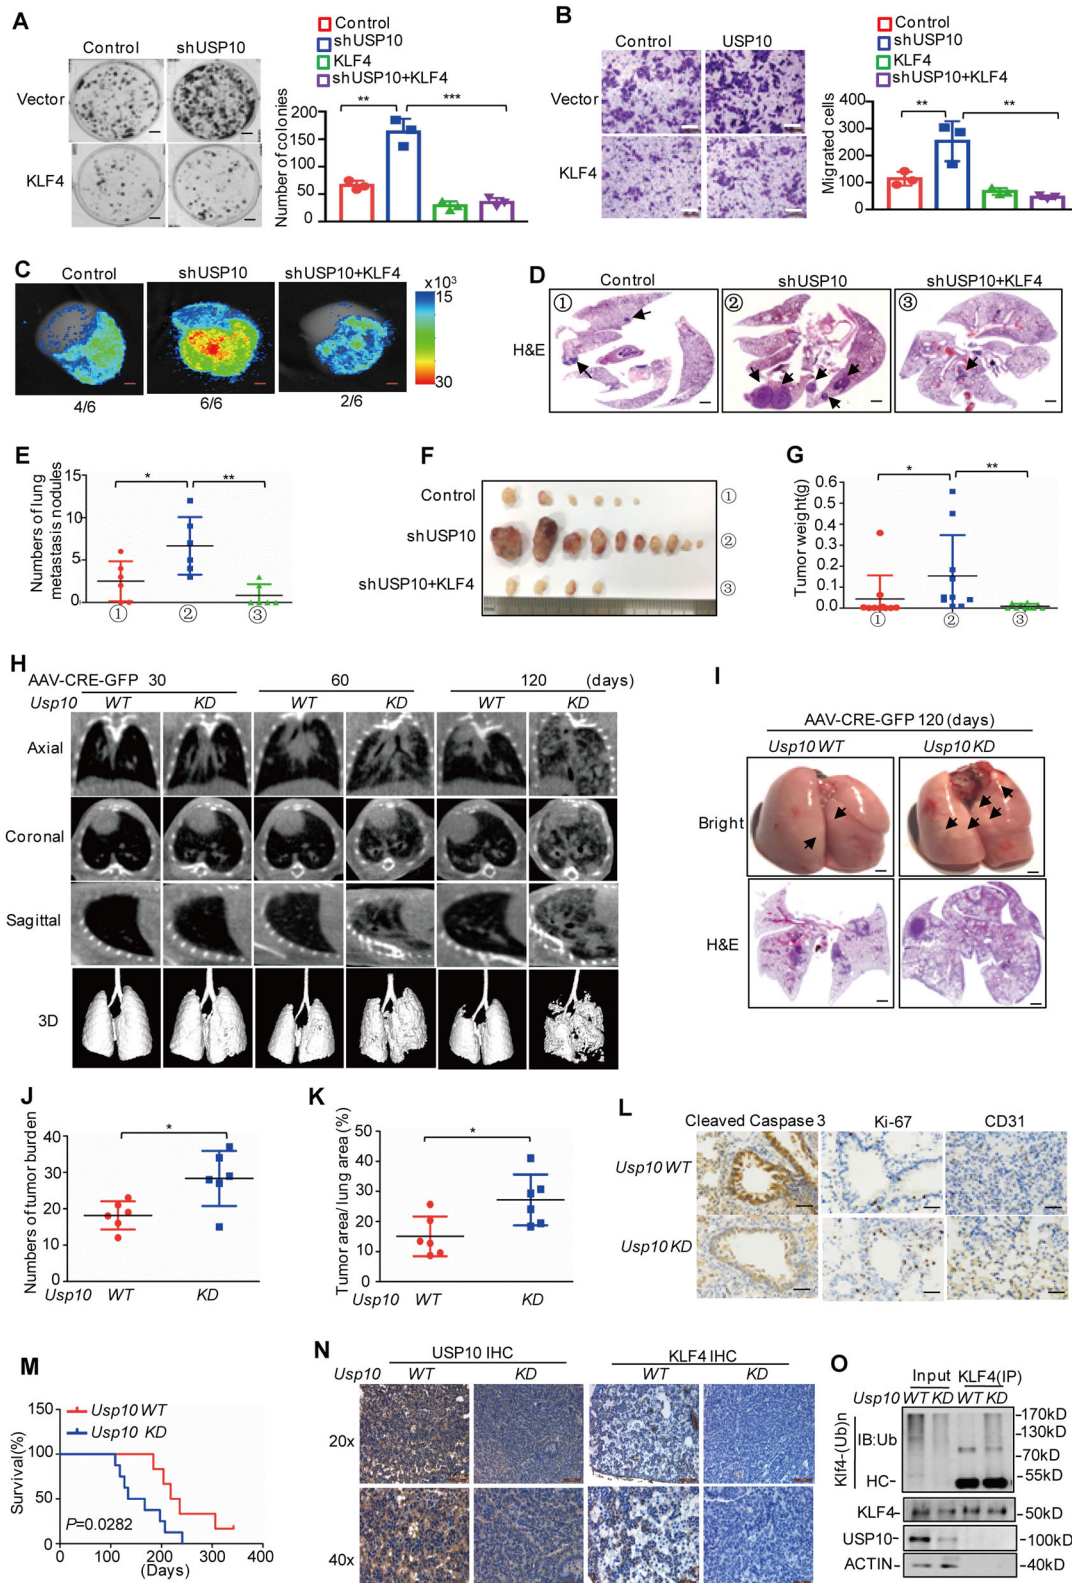 A
Control shUSP10
Vector
KLF4
Control
shUSP10
KLF4
shUSP10+KLF4
Number of colonies
200
150
100
50
0
** ***
B
Control USP10
Vector
KLF4
Control
shUSP10
KLF4
shUSP10+KLF4
Migrated cells
400
300
200
100
0
** **
C
Control shUSP10 shUSP10+KLF4
x10³
15
30
4/6 6/6 2/6
D
Control shUSP10 shUSP10+KLF4
H&E
① ② ③
E
Numbers of lung
metastasis nodules
15
10
5
0
* **
① ② ③
F
Control ①
shUSP10 ②
shUSP10+KLF4 ③
G
Tumor weight(g)
0.6
0.5
0.4
0.3
0.2
0.1
0.0
* **
① ② ③
H
AAV-CRE-GFP 30 60 120 (days)
Usp10 WT KD WT KD WT KD
Axial
Coronal
Sagittal
3D
I
AAV-CRE-GFP 120 (days)
Usp10 WT Usp10 KD
Bright
H&E
J
Numbers of tumor burden
40
30
20
10
0
*
Usp10 WT KD
K
Tumor area/ lung area (%)
50
40
30
20
10
0
*
Usp10 WT KD
L
Cleaved Caspase 3 Ki-67 CD31
Usp10 WT
Usp10 KD
M
Survival(%)
150
100
50
0
Usp10 WT
Usp10 KD
P=0.0282
0 100 200 300 400
(Days)
N
USP10 IHC KLF4 IHC
Usp10 WT KD WT KD
20x
40x
O
Input KLF4(IP)
Usp10 WT KD WT KD
Klf4-(Ub)n
IB:Ub
HC-
-170kD
-130kD
-70kD
-55kD
KLF4- -50kD
USP10- -100kD
ACTIN- -40kD